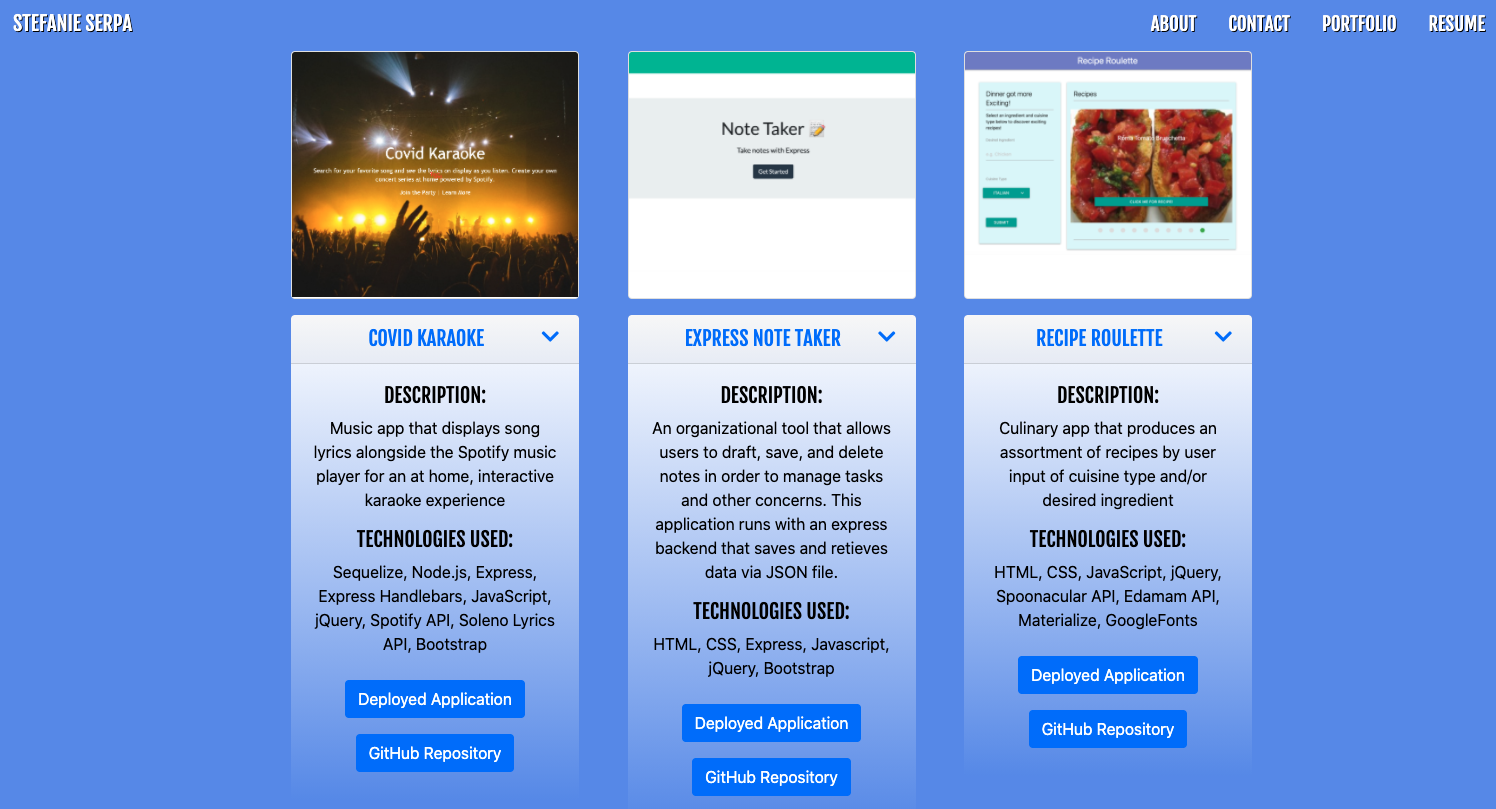 STEFANIE SERPA
ABOUT
CONTACT
PORTFOLIO
RESUME
Covid Karaoke
Search for your favorite song and see the lyrics on display as you listen. Create your own
concert series at home powered by Spotify.
Join the Party | Learn More
Note Taker
Take notes with Express
Get Started
Recipe Roulette
Dinner got more
Exciting!
Select an ingredient and cuisine
type below to discover exciting
recipes!
Cuisine Type
ITALIAN
SUBMIT
Recipes
CLICK ME FOR RECIPE!
COVID KARAOKE
DESCRIPTION:
Music app that displays song
lyrics alongside the Spotify music
player for an at home, interactive
karaoke experience
TECHNOLOGIES USED:
Sequelize, Node.js, Express,
Express Handlebars, JavaScript,
jQuery, Spotify API, Soleno Lyrics
API, Bootstrap
Deployed Application
GitHub Repository
EXPRESS NOTE TAKER
DESCRIPTION:
An organizational tool that allows
users to draft, save, and delete
notes in order to manage tasks
and other concerns. This
application runs with an express
backend that saves and retieves
data via JSON file.
TECHNOLOGIES USED:
HTML, CSS, Express, Javascript,
jQuery, Bootstrap
Deployed Application
GitHub Repository
RECIPE ROULETTE
DESCRIPTION:
Culinary app that produces an
assortment of recipes by user
input of cuisine type and/or
desired ingredient
TECHNOLOGIES USED:
HTML, CSS, JavaScript, jQuery,
Spoonacular API, Edamam API,
Materialize, GoogleFonts
Deployed Application
GitHub Repository